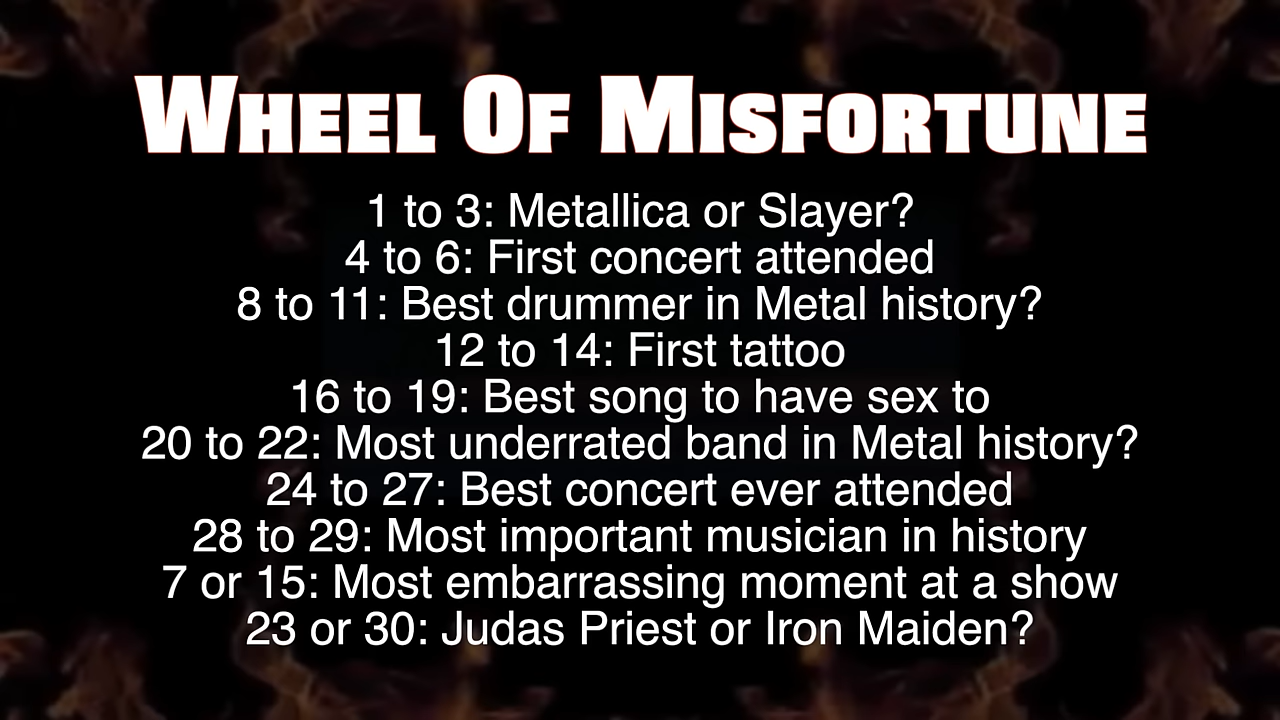 Wheel Of Misfortune
1 to 3: Metallica or Slayer?
4 to 6: First concert attended
8 to 11: Best drummer in Metal history?
12 to 14: First tattoo
16 to 19: Best song to have sex to
20 to 22: Most underrated band in Metal history?
24 to 27: Best concert ever attended
28 to 29: Most important musician in history
7 or 15: Most embarrassing moment at a show
23 or 30: Judas Priest or Iron Maiden?